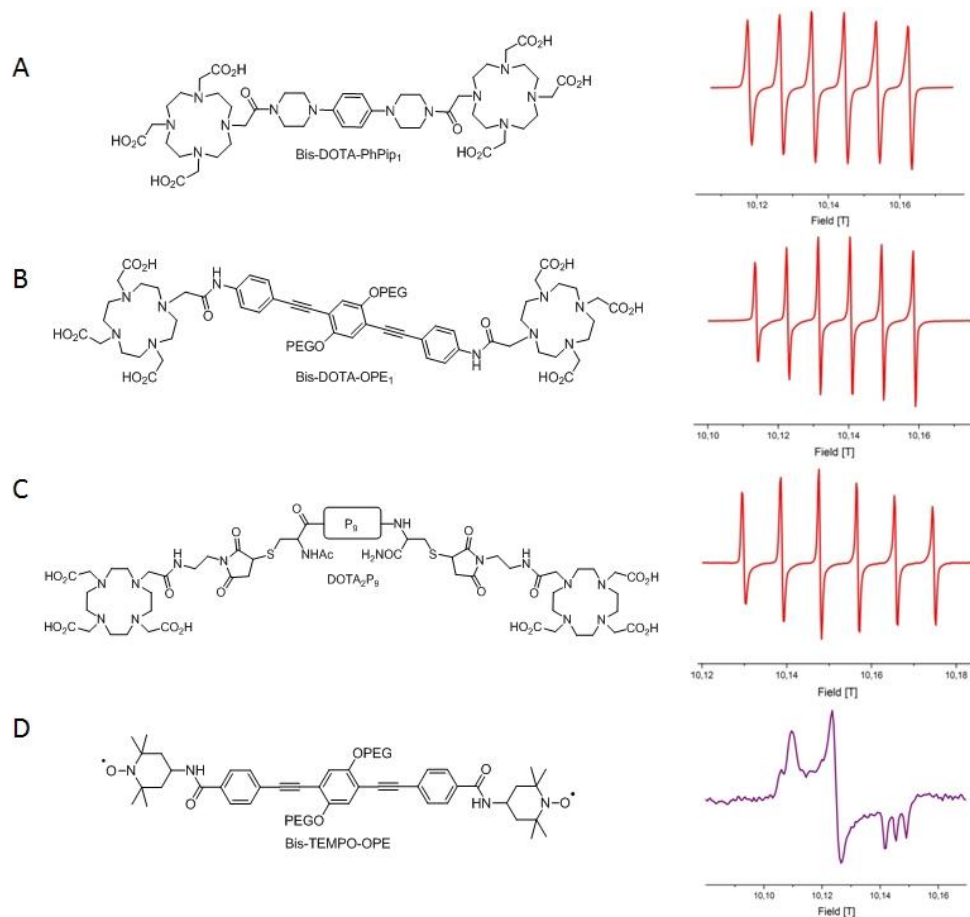 A
CO₂H
CO₂H
CO₂H
N
N
O
N
N
N
N
N
N
N
N
N
N
O
HO₂C
HO₂C
HO₂C
Bis-DOTA-PhPip₁
10,12 10,14 10,16
Field [T]
B
CO₂H
H
N
O
OPEG
N
N
HO₂C
N
N
CO₂H
PEGO
N
H
O
N
N
N
N
CO₂H
HO₂C
CO₂H
Bis-DOTA-OPE₁
10,10 10,12 10,14 10,16
Field [T]
C
O
P₉
NH
O
O
H
N
N
S
NHAc
H₂NOC
S
N
N
H
O
O
O
O
DOTA₂P₉
HO₂C
N
N
N
N
N
N
N
N
CO₂H
HO₂C
CO₂H
HO₂C
CO₂H
10,12 10,14 10,16 10,18
Field [T]
D
•
O
N
NH
O
OPEG
PEGO
O
N
H
N
O
•
Bis-TEMPO-OPE
10,10 10,12 10,14 10,16
Field [T]